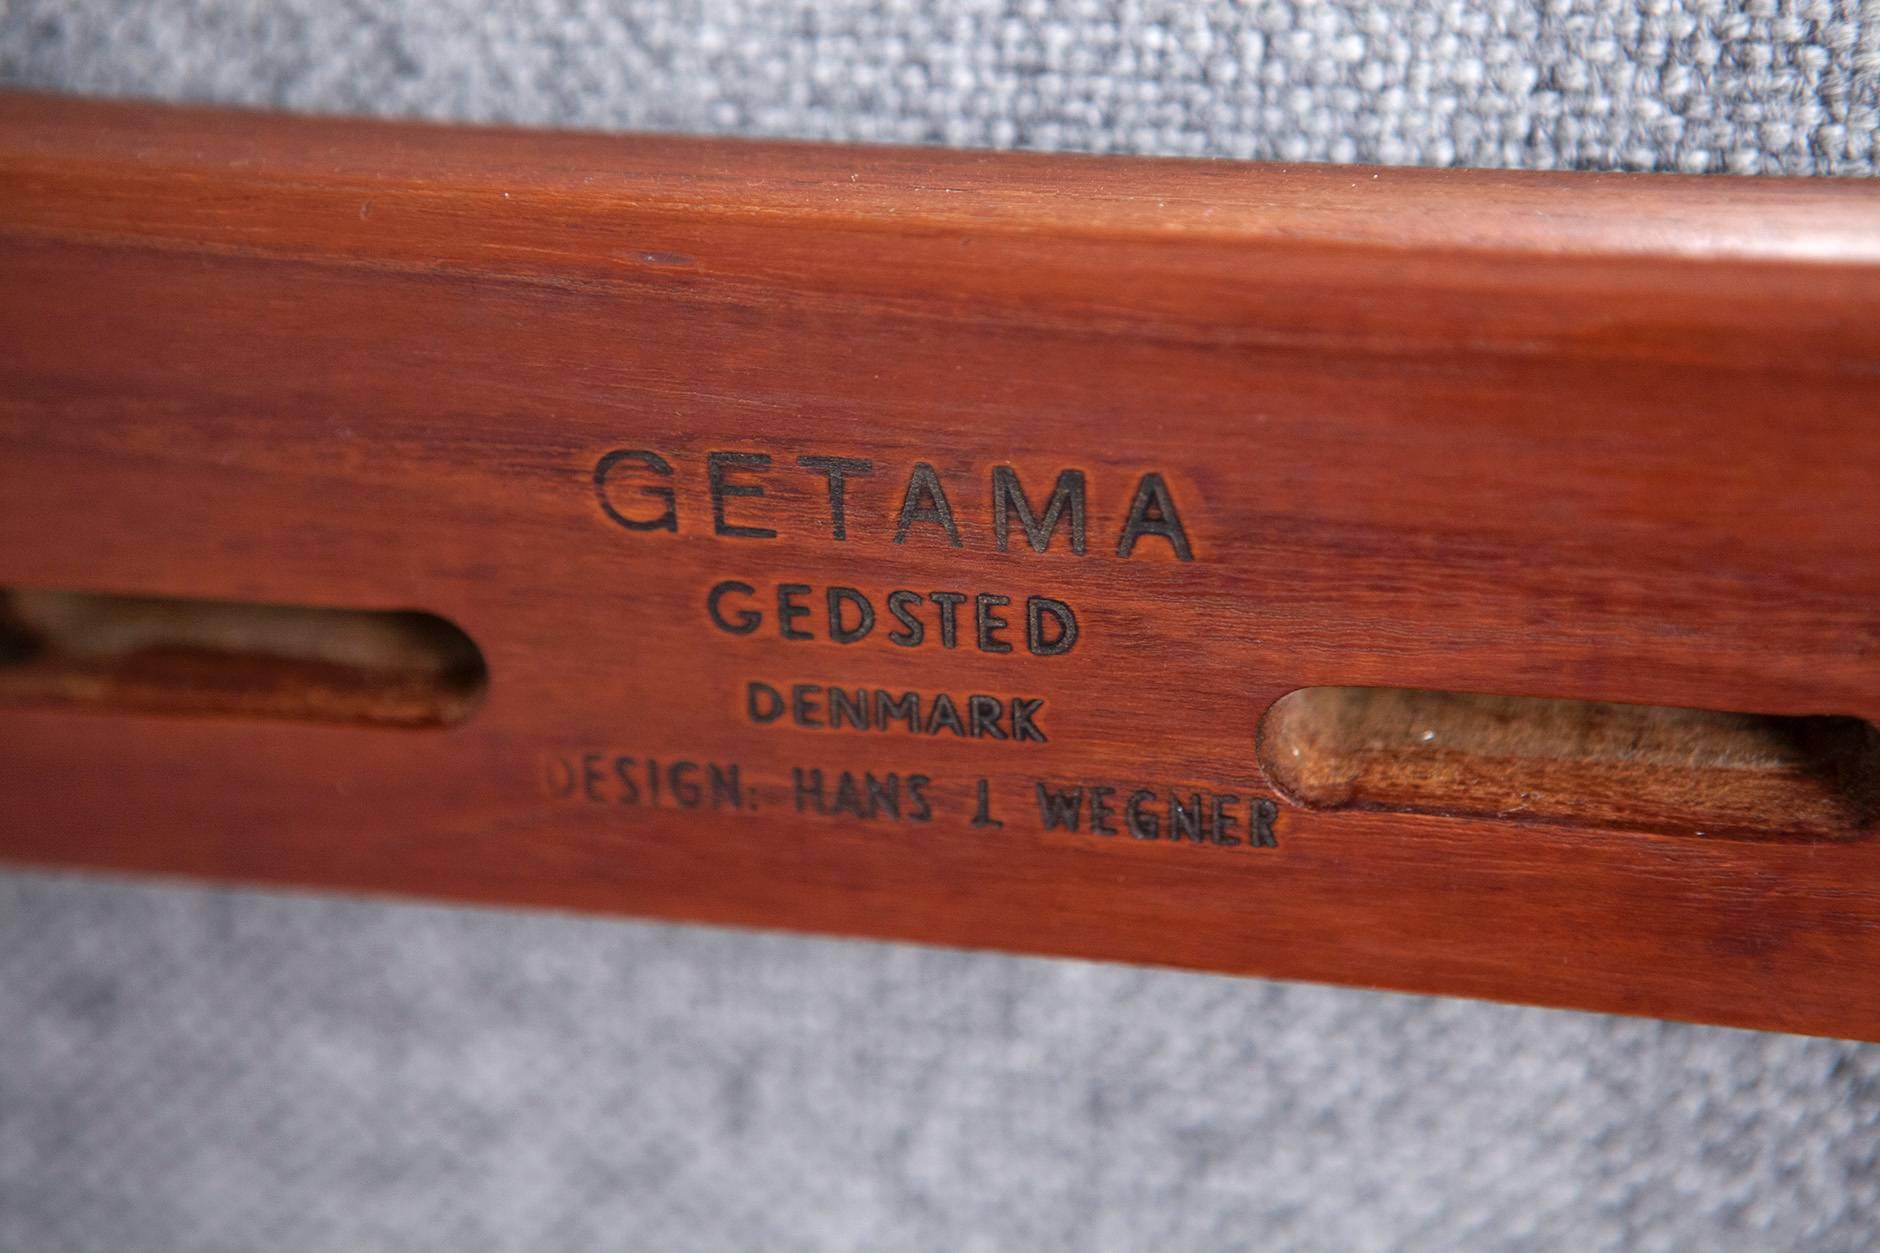 GETAMA
GEDSTED
DENMARK
DESIGN: HANS J. WEGNER